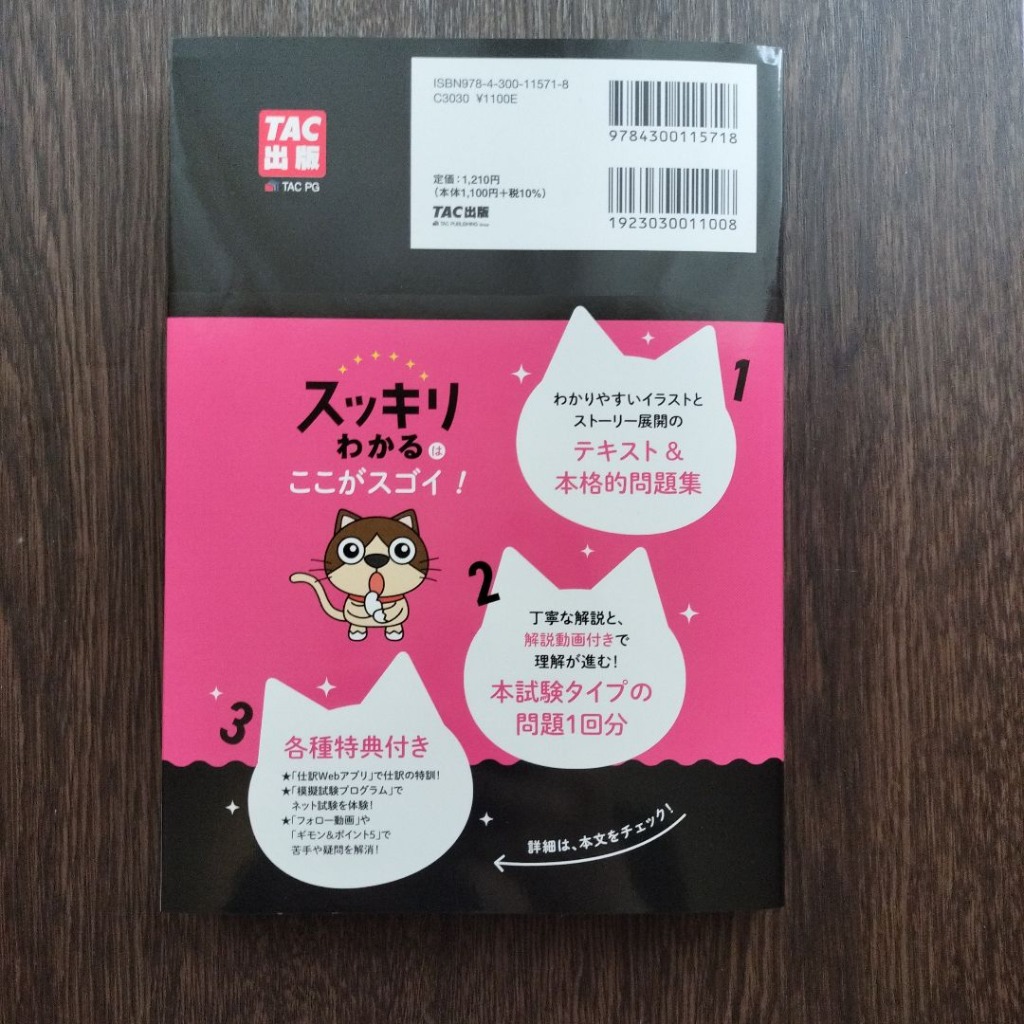 TAC
出版
TAC PG
ISBN978-4-300-11571-8
C3030 ¥1100E
9784300115718
定価:1,210円
(本体1,100円+税10%)
TAC出版
TAC PUBLISHING Group
1923030011008
スッキリ
わかるは
ここがスゴイ!
1
わかりやすいイラストと
ストーリー展開の
テキスト&
本格的問題集
2
丁寧な解説と、
解説動画付きで
理解が進む!
本試験タイプの
問題1回分
3
各種特典付き
★「仕訳Webアプリ」で仕訳の特訓!
★「模擬試験プログラム」で
ネット試験を体験!
★「フォロー動画」や
「ギモン&ポイント5」で
苦手や疑問を解消!
詳細は、本文をチェック!